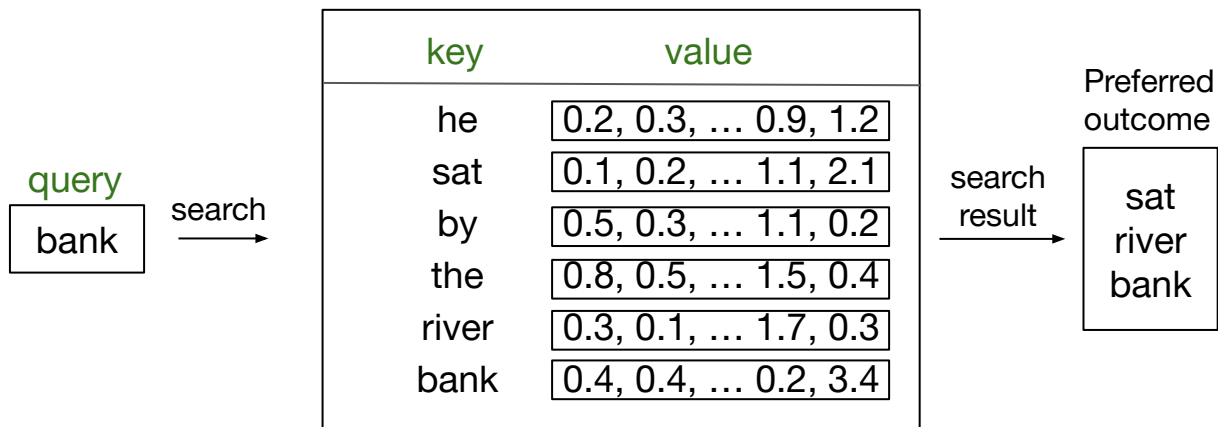 query
bank
search
key value
he 0.2, 0.3, … 0.9, 1.2
sat 0.1, 0.2, … 1.1, 2.1
by 0.5, 0.3, … 1.1, 0.2
the 0.8, 0.5, … 1.5, 0.4
river 0.3, 0.1, … 1.7, 0.3
bank 0.4, 0.4, … 0.2, 3.4
search
result
Preferred
outcome
sat
river
bank